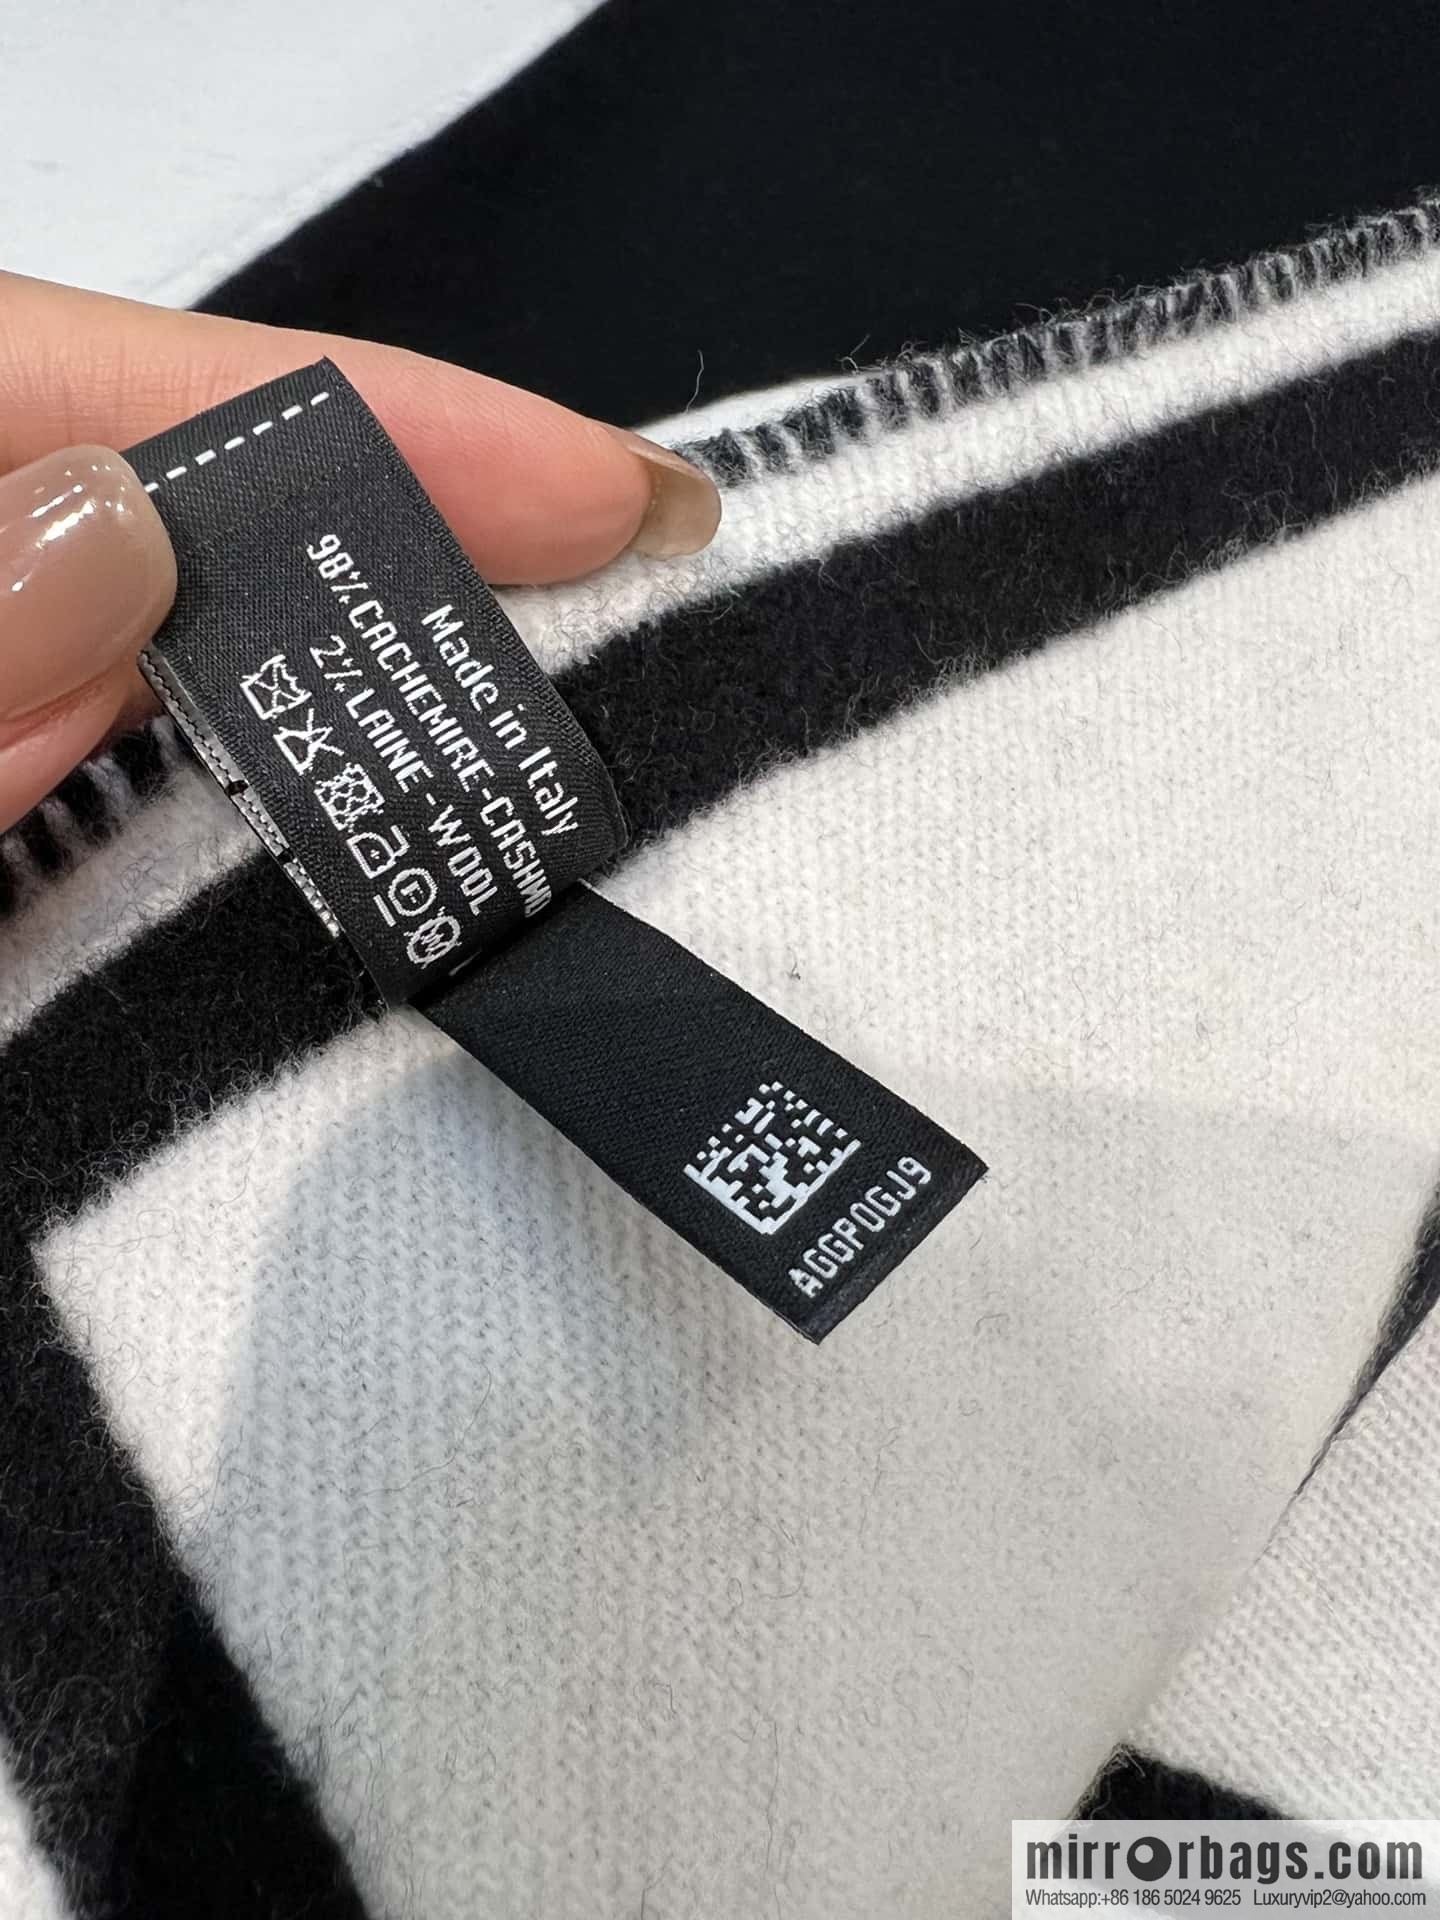 Made in Italy
98% CACHEMIRE-CASHM
2% LAINE-WOOL
AGGP0GJ9
mirrorbags.com
Whatsapp:+86 186 5024 9625 Luxuryvip2@yahoo.com